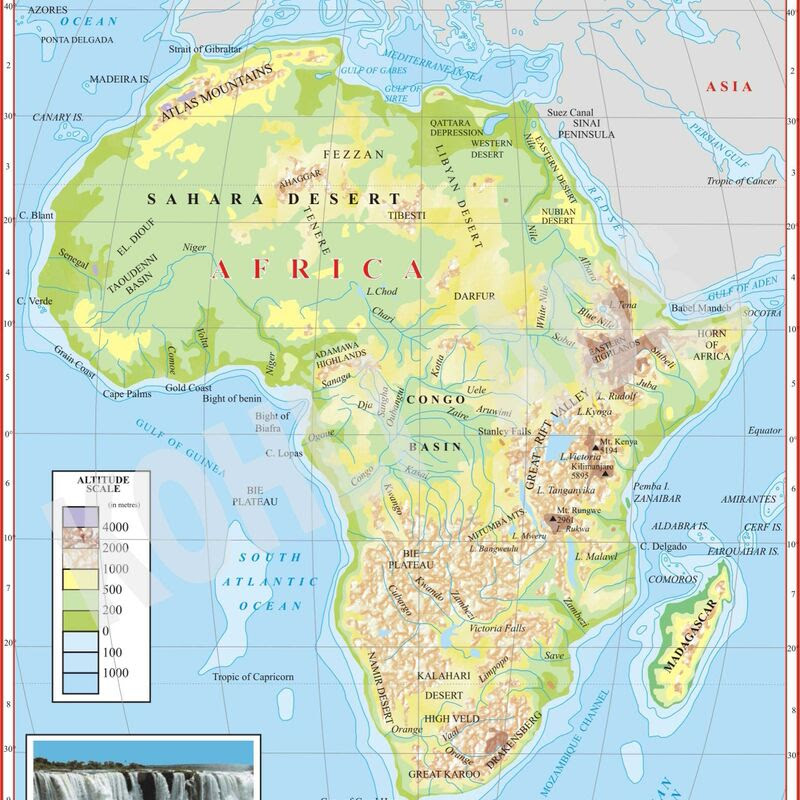 AZORES
OCEAN
PONTA DELGADA
Strait of Gibraltar
MADEIRA IS.
ATLAS MOUNTAINS
CANARY IS.
MEDITERRANEAN SEA
GULF OF GABES
GULF OF
SIRTE
ASIA
Suez Canal
SINAI
PENINSULA
PERSIAN GULF
Tropic of Cancer
QATTARA
DEPRESSION
WESTERN
DESERT
Nile
EASTERN DESERT
RED SEA
FEZZAN
LIBYAN DESERT
AHAGGAR
SAHARA DESERT
TENERE
TIBESTI
NUBIAN
DESERT
Nile
C. Blant
EL. DIOUF
Senegal
TAOUDENNI
BASIN
Niger
AFRICA
L.Chod
Chari
DARFUR
White Nile
Blue Nile
L. Tena
Sobat
GULF OF ADEN
Babel Mandeb
SOCOTRA
HORN
OF
AFRICA
EASTERN
HIGHLANDS
Shibeli
Juba
L. Rudolf
C. Verde
Grain Coast
Cape Palms
Comoe
Volta
Gold Coast
Niger
Bight of benin
ADAMAWA
HIGHLANDS
Sanaga
Bight of
Biafra
GULF OF GUINEA
Dja
Sangha
Oubangui
Kotta
Uele
CONGO
Zaire
Aruwimi
Stanley Falls
BASIN
Ogoue
C. Lopas
Congo
Kasai
Kwango
GREAT RIFT VALLEY
L.Kyoga
L.Victoria
Mt. Kenya
5194
Kilimanjaro
5895
L. Tanganyika
Mt. Rungwe
2961
L. Rukwa
Equator
Pemba I.
ZANAIBAR
AMIRANTES
ALDABRA IS.
CERF IS.
C. Delgado
FARQUAHAR IS.
COMOROS
MITUMBA MTS.
L. Mweru
L. Bangweulu
L. Malawl
BIE
PLATEAU
BIE
PLATEAU
SOUTH
ATLANTIC
OCEAN
Cubango
Kwando
Zambezi
Zambezi
Victoria Falls
MADAGASCAR
Save
Limpopo
KALAHARI
DESERT
NAMIR DESERT
Tropic of Capricorn
HIGH VELD
Vaal
Orange
Orange
DRAKENSBERG
GREAT KAROO
MOZAMBIQUE CHANNEL
ALTITUDE
SCALE
(in metres)
4000
2000
1000
500
200
0
100
1000